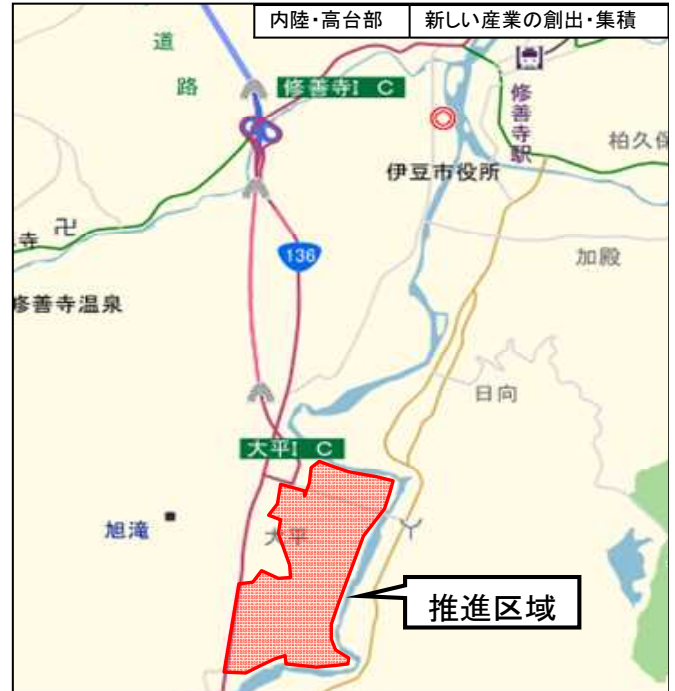 内陸・高台部
新しい産業の創出・集積
道
路
修善寺I C
修善寺駅
柏久保
伊豆市役所
寺
136
加殿
修善寺温泉
日向
大平I C
旭滝
大平
推進区域